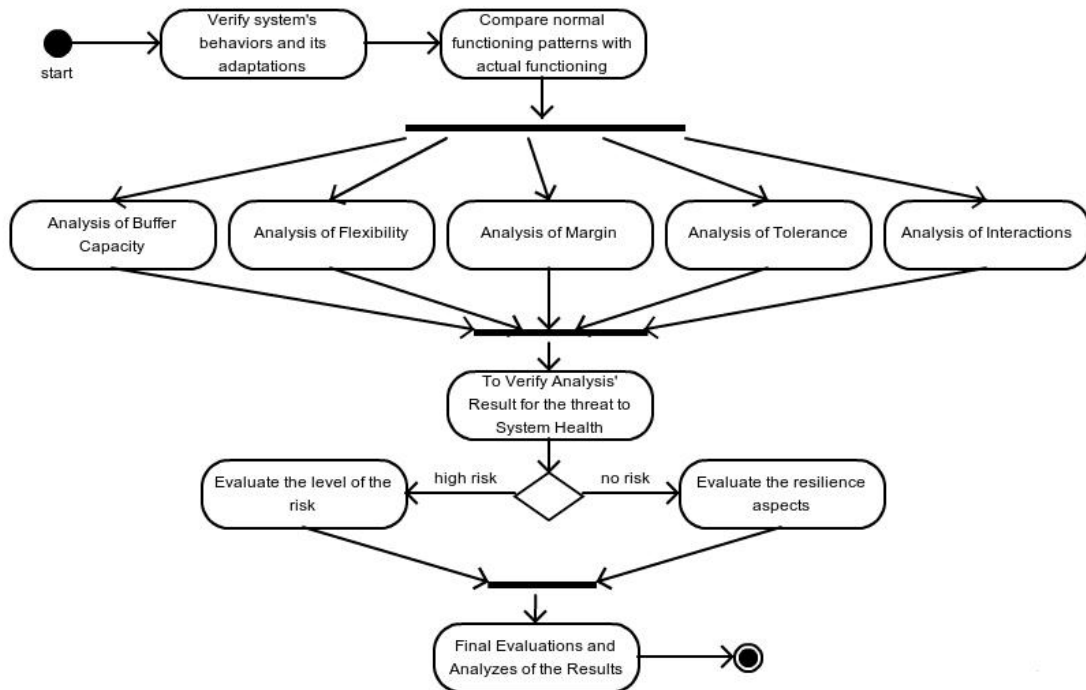 Verify system's
behaviors and its
adaptations
Compare normal
functioning patterns with
actual functioning
start
Analysis of Buffer
Capacity
Analysis of Flexibility
Analysis of Margin
Analysis of Tolerance
Analysis of Interactions
To Verify Analysis'
Result for the threat to
System Health
high risk
no risk
Evaluate the level of the
risk
Evaluate the resilience
aspects
Final Evaluations and
Analyzes of the Results